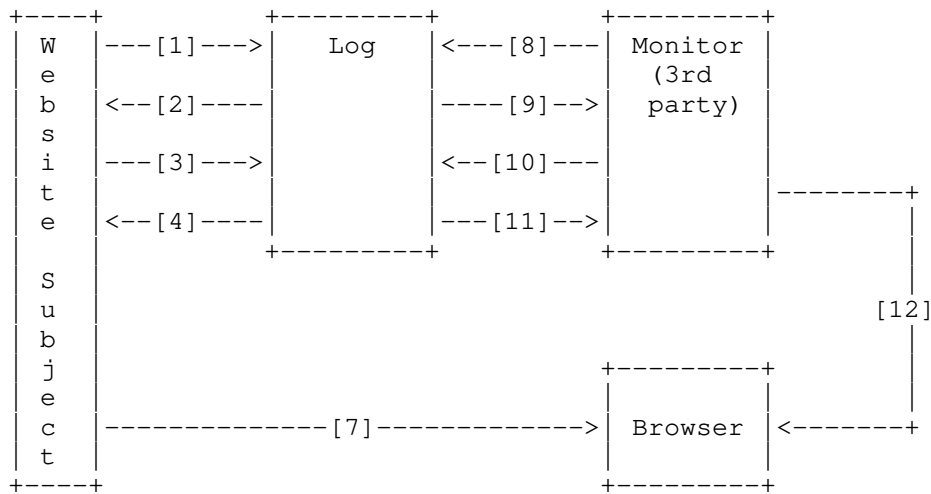 +----+          +---------+          +---------+
| W  |---[1]--->|   Log   |<---[8]---| Monitor |
| e  |          |         |          |  (3rd   |
| b  |<--[2]----|         |----[9]-->|  party) |
| s  |          |         |          |         |
| i  |---[3]--->|         |<--[10]---|         |
| t  |          |         |          |         |--------+
| e  |<--[4]----|         |---[11]-->|         |        |
|    |          +---------+          +---------+        |
| S  |                                                  |
| u  |                                                [12]
| b  |                                                  |
| j  |                               +---------+        |
| e  |                               |         |        |
| c  |--------------[7]------------->| Browser |<-------+
| t  |                               |         |
+----+                               +---------+